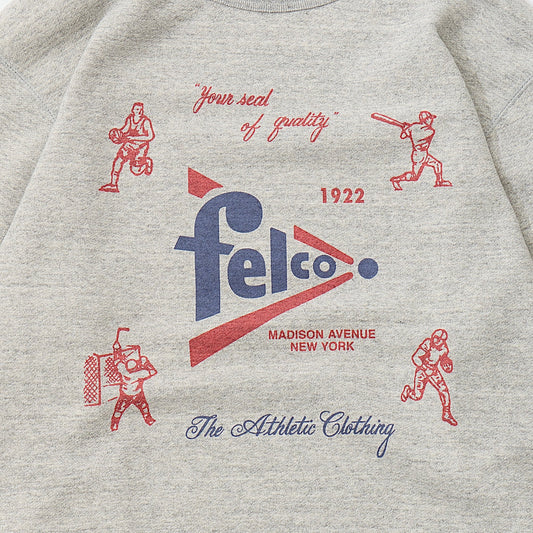 "Your seal
of quality"
1922
felco
MADISON AVENUE
NEW YORK
The Athletic Clothing